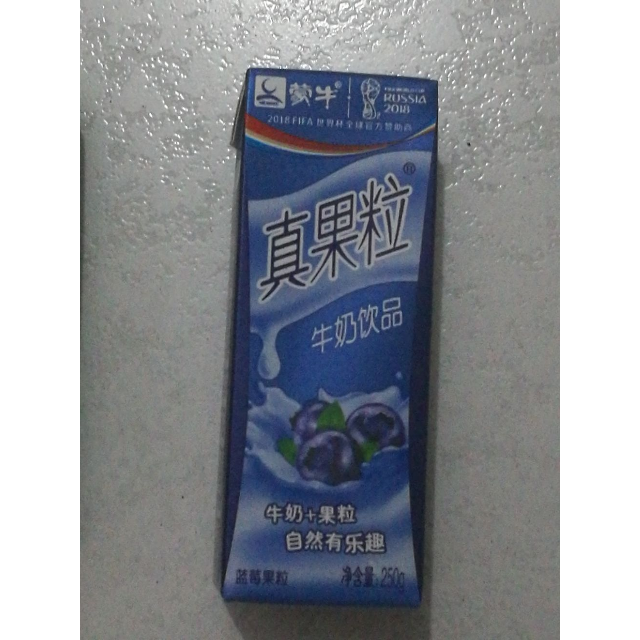 蒙牛®
RUSSIA
2018
2018 FIFA 世界杯全球官方赞助商
真果粒®
牛奶饮品
牛奶+果粒
自然有乐趣
蓝莓果粒
净含量:250g